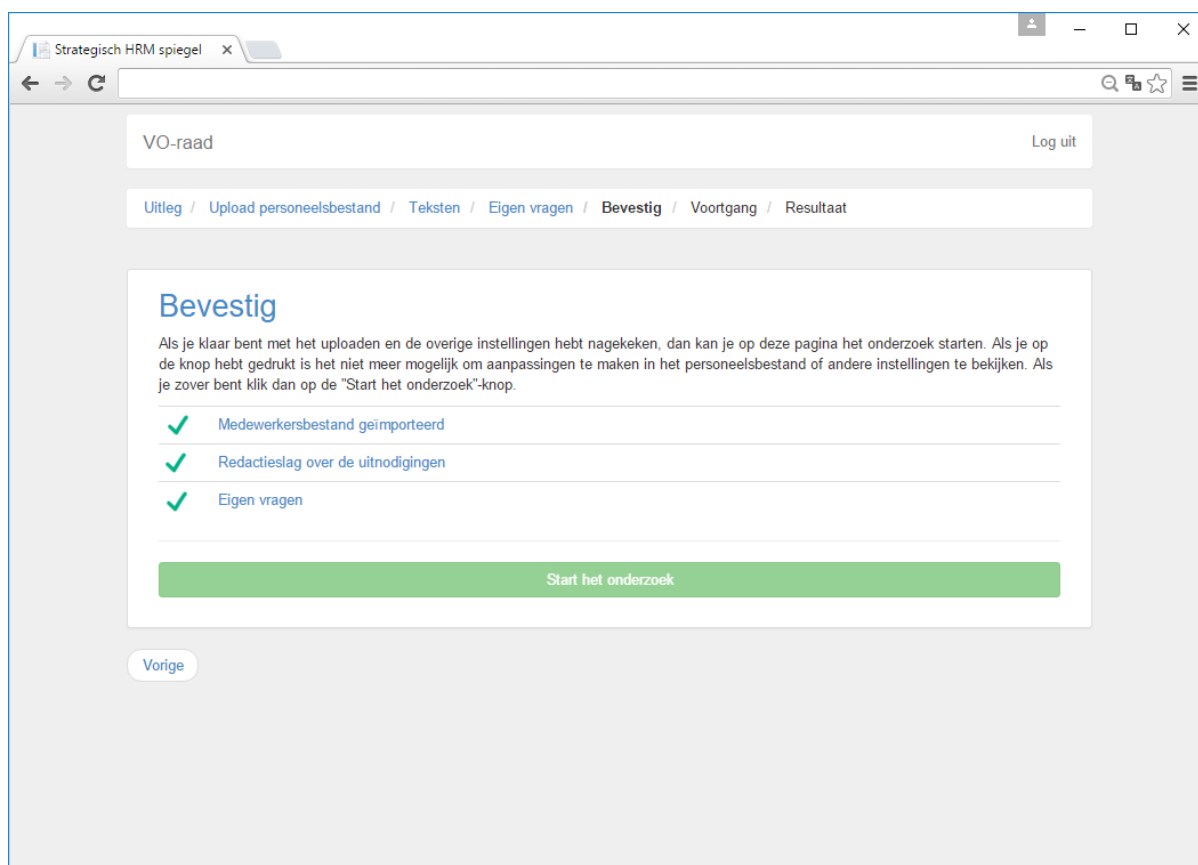 Strategisch HRM spiegel
VO-raad Log uit
Uitleg / Upload personeelsbestand / Teksten / Eigen vragen / Bevestig / Voortgang / Resultaat
Bevestig
Als je klaar bent met het uploaden en de overige instellingen hebt nagekeken, dan kan je op deze pagina het onderzoek starten. Als je op
de knop hebt gedrukt is het niet meer mogelijk om aanpassingen te maken in het personeelsbestand of andere instellingen te bekijken. Als
je zover bent klik dan op de "Start het onderzoek"-knop.
Medewerkersbestand geïmporteerd
Redactieslag over de uitnodigingen
Eigen vragen
Start het onderzoek
Vorige